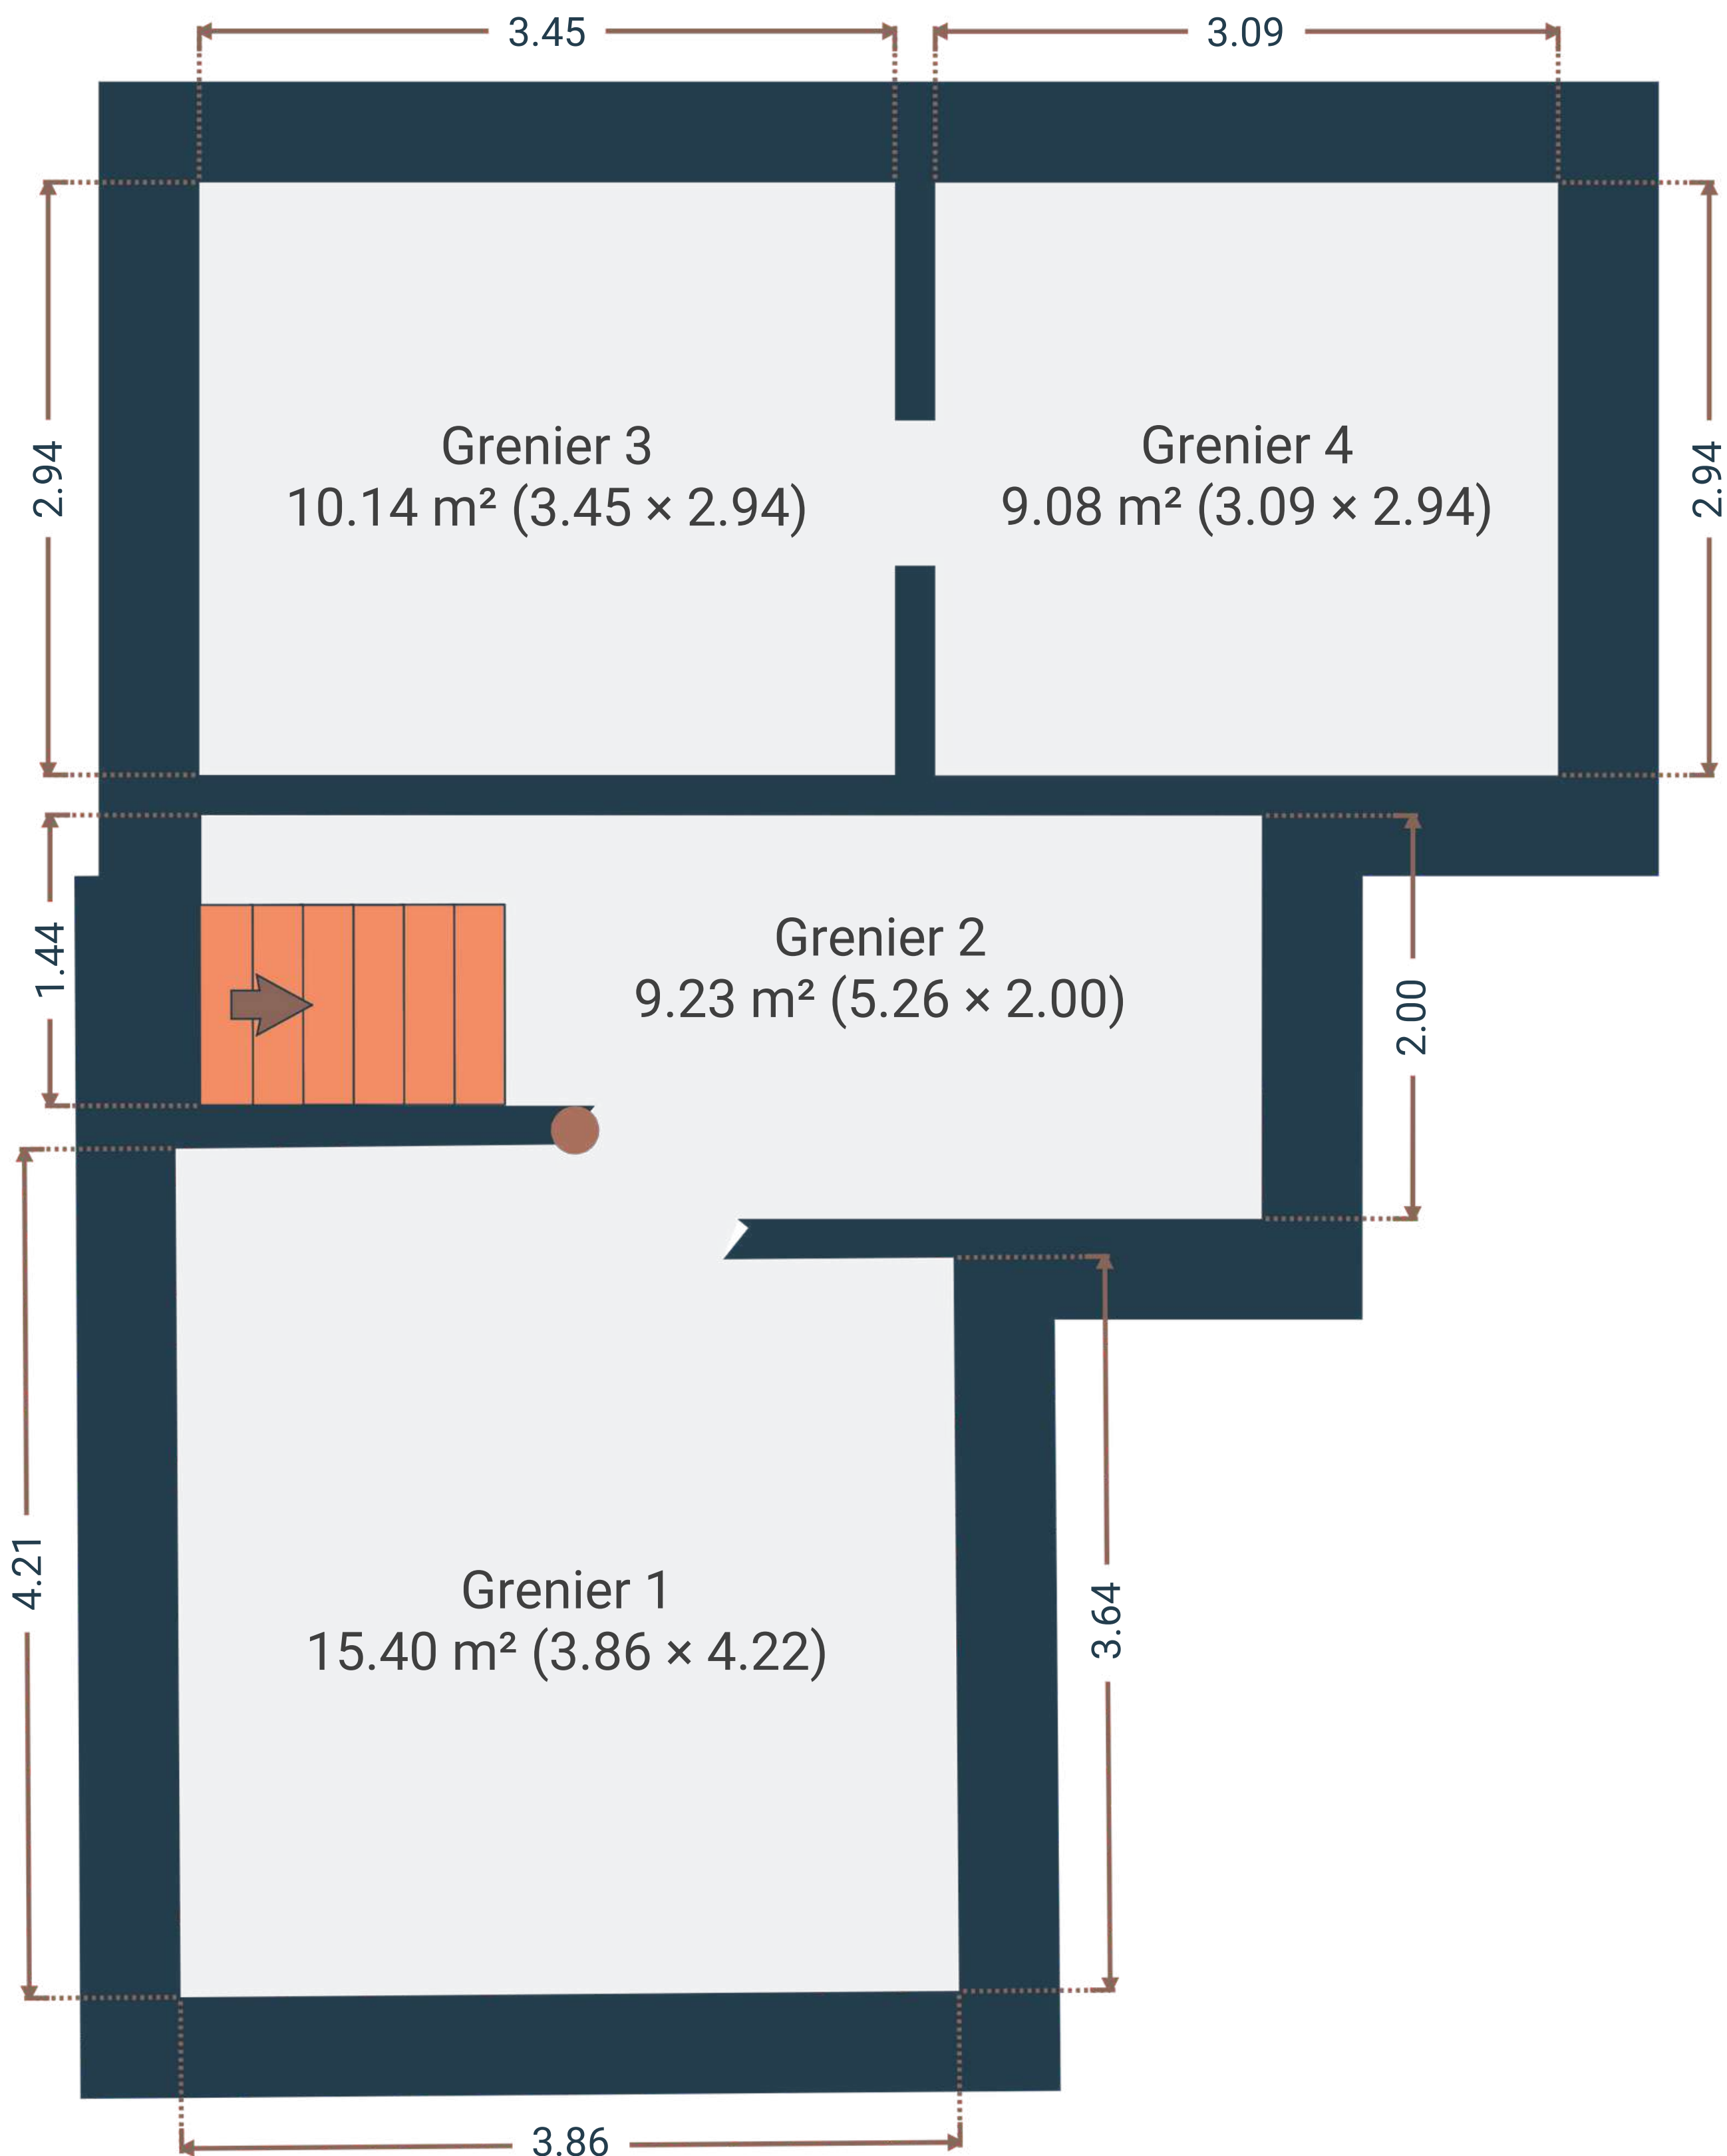 3.45
3.09
2.94
Grenier 3
10.14 m² (3.45 × 2.94)
Grenier 4
9.08 m² (3.09 × 2.94)
2.94
1.44
Grenier 2
9.23 m² (5.26 × 2.00)
2.00
4.21
Grenier 1
15.40 m² (3.86 × 4.22)
3.64
3.86